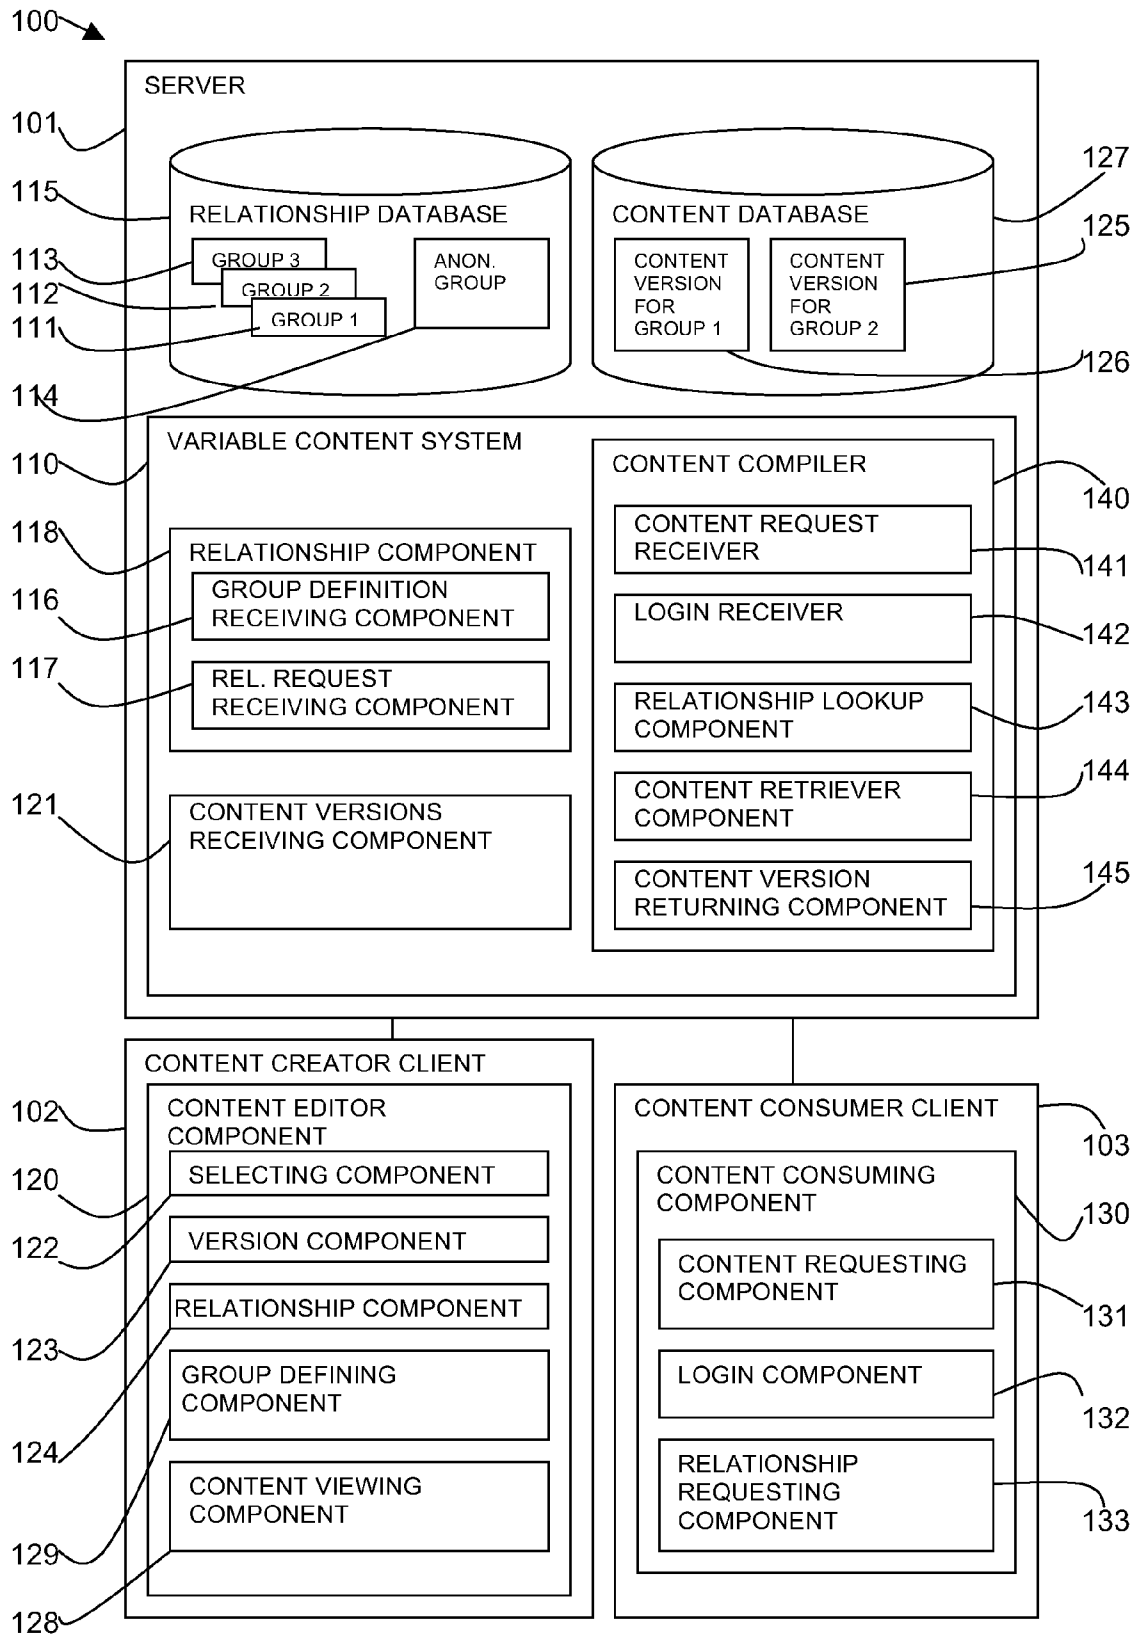 100
SERVER
101
115
RELATIONSHIP DATABASE
113
GROUP 3
112
GROUP 2
111
GROUP 1
ANON.
GROUP
114
CONTENT DATABASE
127
125
CONTENT
VERSION
FOR
GROUP 1
CONTENT
VERSION
FOR
GROUP 2
126
110
VARIABLE CONTENT SYSTEM
118
RELATIONSHIP COMPONENT
116
GROUP DEFINITION
RECEIVING COMPONENT
117
REL. REQUEST
RECEIVING COMPONENT
121
CONTENT VERSIONS
RECEIVING COMPONENT
CONTENT COMPILER
140
CONTENT REQUEST
RECEIVER
141
LOGIN RECEIVER
142
RELATIONSHIP LOOKUP
COMPONENT
143
CONTENT RETRIEVER
COMPONENT
144
CONTENT VERSION
RETURNING COMPONENT
145
CONTENT CREATOR CLIENT
102
CONTENT EDITOR
COMPONENT
120
SELECTING COMPONENT
122
VERSION COMPONENT
123
RELATIONSHIP COMPONENT
124
GROUP DEFINING
COMPONENT
129
CONTENT VIEWING
COMPONENT
128
CONTENT CONSUMER CLIENT
103
CONTENT CONSUMING
COMPONENT
130
CONTENT REQUESTING
COMPONENT
131
LOGIN COMPONENT
132
RELATIONSHIP
REQUESTING
COMPONENT
133